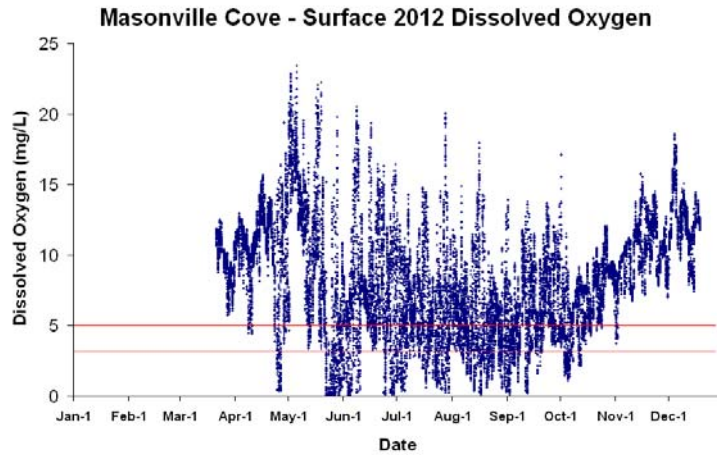 Masonville Cove - Surface 2012 Dissolved Oxygen
Dissolved Oxygen (mg/L)
25
20
15
10
5
0
Jan-1 Feb-1 Mar-1 Apr-1 May-1 Jun-1 Jul-1 Aug-1 Sep-1 Oct-1 Nov-1 Dec-1
Date